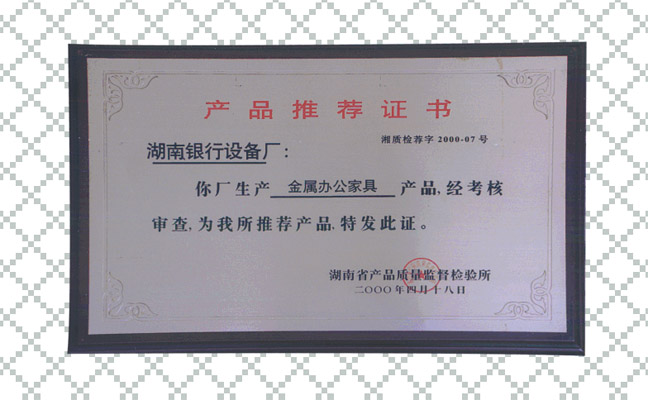 产品推荐证书
湘质检荐字 2000-07 号
湖南银行设备厂：
你厂生产 金属办公家具 产品,经考核
审查,为我所推荐产品,特发此证。
湖南省产品质量监督检验所
二〇〇〇年四月十八日